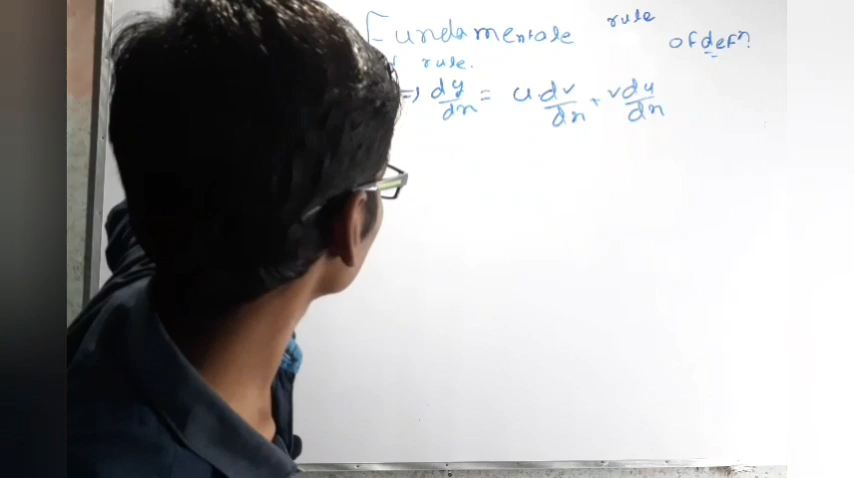 Fundamentale rule of defn?
rule.
=) dy/dn = u.dv/dn + v du/dn